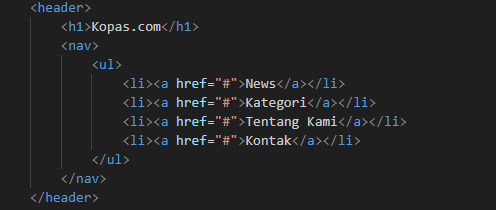 <header>
<h1>Kopas.com</h1>
<nav>
<ul>
<li><a href="#">News</a></li>
<li><a href="#">Kategori</a></li>
<li><a href="#">Tentang Kami</a></li>
<li><a href="#">Kontak</a></li>
</ul>
</nav>
</header>